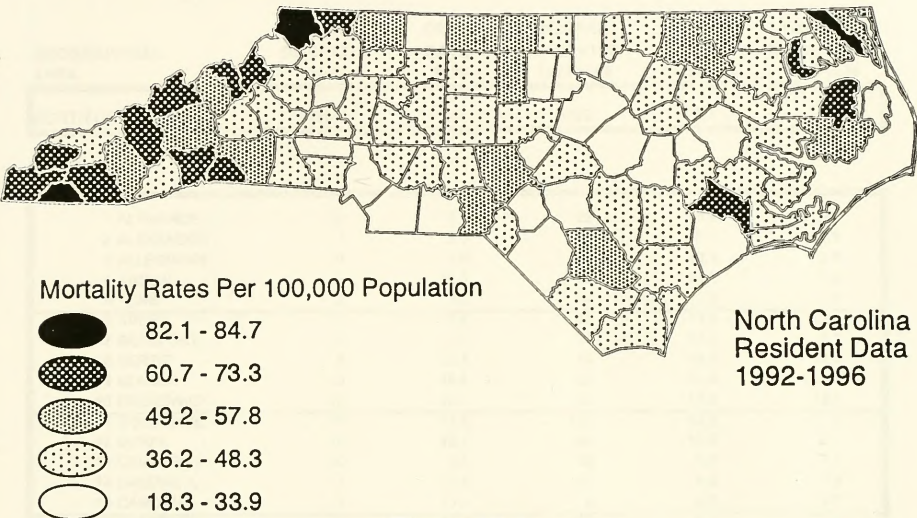 Mortality Rates Per 100,000 Population
82.1 - 84.7
60.7 - 73.3
49.2 - 57.8
36.2 - 48.3
18.3 - 33.9
North Carolina
Resident Data
1992-1996